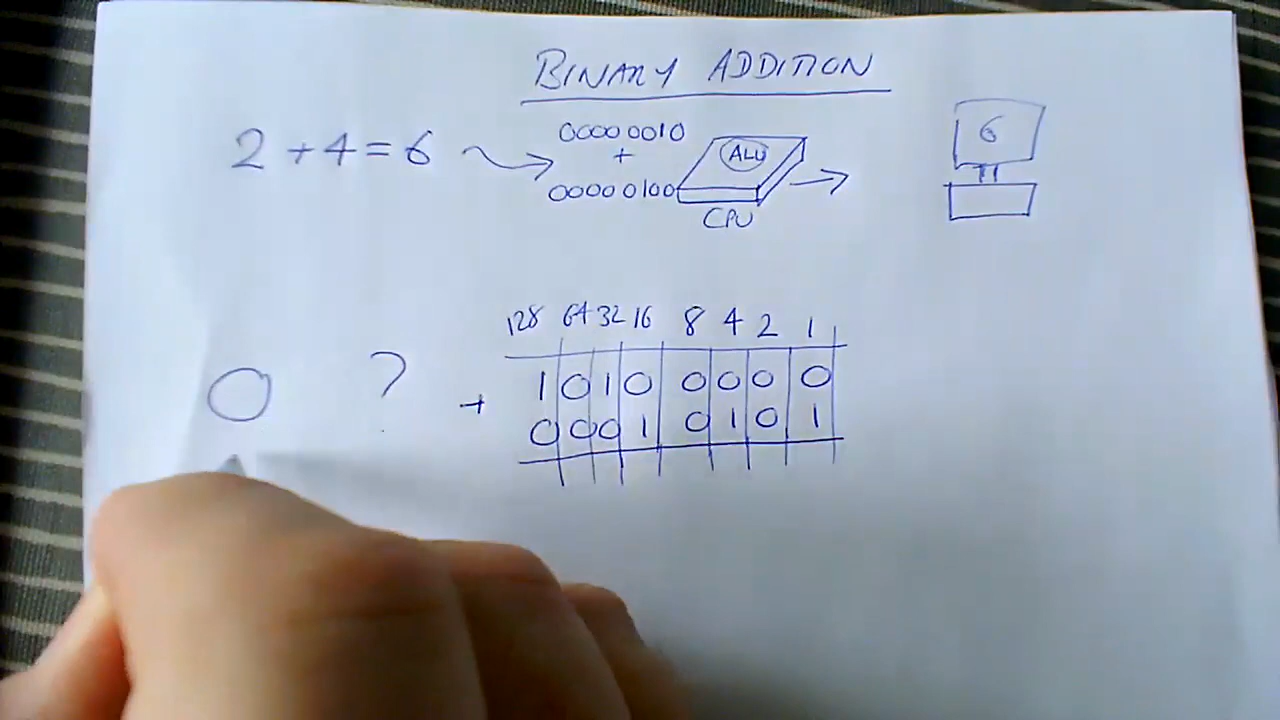 BINARY ADDITION
2 + 4 = 6
00000010
+
00000100
ALU
CPU
6
128 64 32 16 8 4 2 1
0 ?
+
1 0 1 0 0 0 0 0
0 0 0 1 0 1 0 1